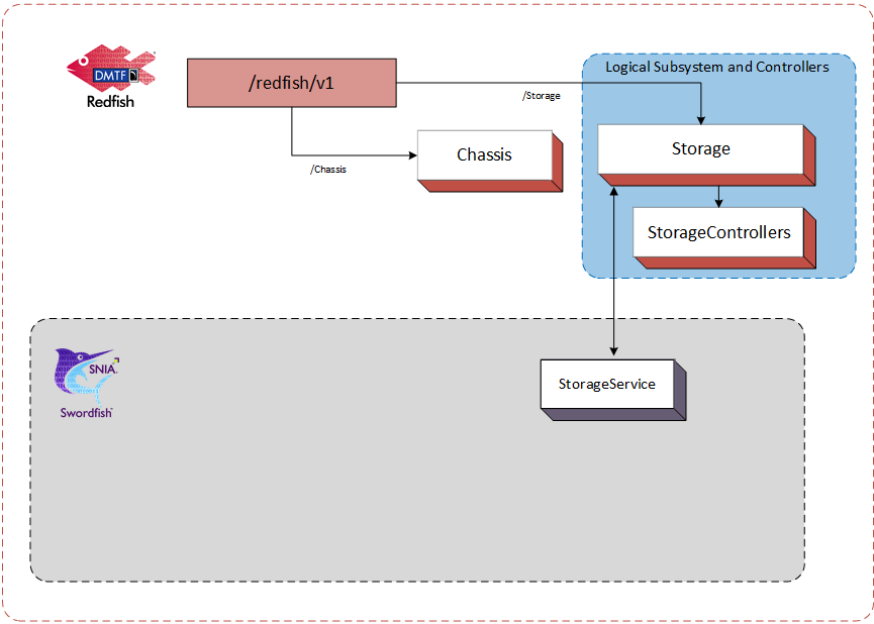 DMTF
Redfish
/redfish/v1
/Storage
/Chassis
Chassis
Logical Subsystem and Controllers
Storage
StorageControllers
SNIA.
Swordfish
StorageService